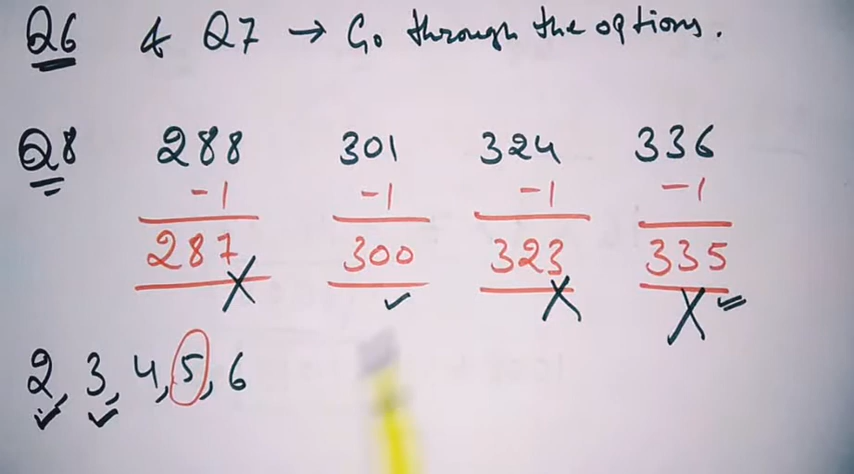 Q6 & Q7 → Go through the options.
Q8 288 301 324 336
-1 -1 -1 -1
287 300 323 335
2, 3, 4, 5, 6